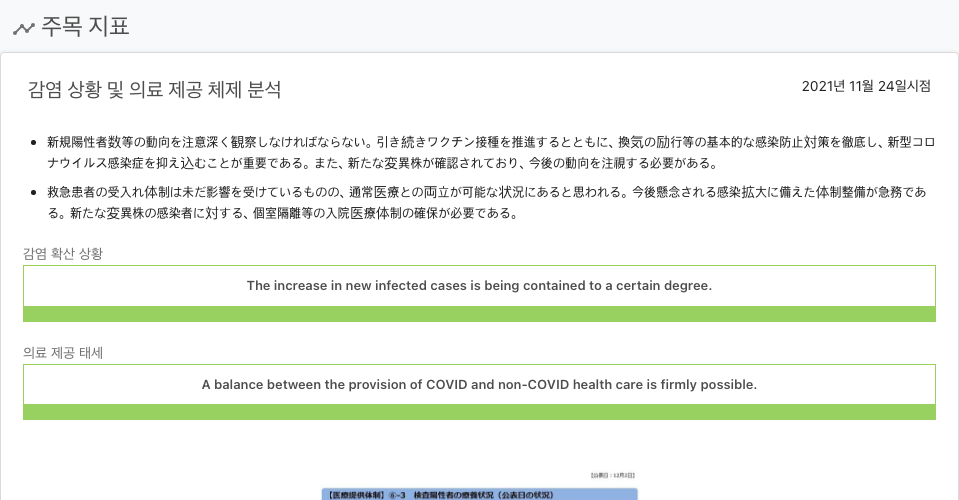 주목 지표
감염 상황 및 의료 제공 체제 분석
2021년 11월 24일시점
• 新規陽性者数等の動向を注意深く観察しなければならない。引き続きワクチン接種を推進するとともに、換気の励行等の基本的な感染防止対策を徹底し、新型コロ
ナウイルス感染症を抑え込むことが重要である。また、新たな変異株が確認されており、今後の動向を注視する必要がある。
• 救急患者の受入れ体制は未だ影響を受けているものの、通常医療との両立が可能な状況にあると思われる。今後懸念される感染拡大に備えた体制整備が急務であ
る。新たな変異株の感染者に対する、個室隔離等の入院医療体制の確保が必要である。
감염 확산 상황
The increase in new infected cases is being contained to a certain degree.
의료 제공 태세
A balance between the provision of COVID and non-COVID health care is firmly possible.
【公表日：12月2日】
【医療提供体制】⑥-3 検査陽性者の療養状況（公表日の状況）